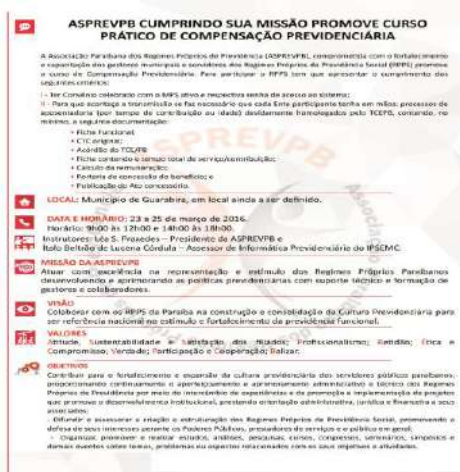 ASPREVPB CUMPRINDO SUA MISSÃO PROMOVE CURSO
PRÁTICO DE COMPENSAÇÃO PREVIDENCIÁRIA
A Associação Paraibana dos Regimes Próprios de Previdência (ASPREVPB), comprometida com o fortalecimento
e capacitação dos gestores municipais e servidores dos Regimes Próprios de Previdência Social (RPPS) promove
o curso de Compensação Previdenciária. Para participar o RPPS tem que apresentar o cumprimento dos
seguintes critérios:
I - Ter Convênio celebrado com o MPS ativo e respectiva senha de acesso ao sistema;
II - Para que aconteça a transmissão se faz necessário que cada Ente participante tenha em mãos: processos de
aposentadoria (por tempo de contribuição ou idade) devidamente homologados pelo TCEPB, contendo, no
mínimo, a seguinte documentação:
• Ficha Funcional;
• CTC original;
• Acórdão do TCE/PB
• Ficha contendo o tempo total de serviço/contribuição;
• Cálculo da remuneração;
• Portaria de concessão do benefício; e
• Publicação do Ato concessório.
ASPREVPB
Associação
LOCAL: Município de Guarabira, em local ainda a ser definido.
DATA E HORÁRIO: 23 a 25 de março de 2016.
Horário: 9h00 às 12h00 e 14h00 às 18h00.
Instrutores: Léa S. Praxedes – Presidente da ASPREVPB e
Ítalo Beltrão de Lucena Córdula – Assessor de Informática Previdenciária do IPSEMC.
MISSÃO DA ASPREVPB
Atuar com excelência na representação e estímulo dos Regimes Próprios Paraibanos
desenvolvendo e aprimorando as políticas previdenciárias com suporte técnico e formação de
gestores e colaboradores.
VISÃO
Colaborar com os RPPS da Paraíba na construção e consolidação da Cultura Previdenciária para
ser referência nacional no estímulo e fortalecimento da previdência funcional.
VALORES
Atitude, Sustentabilidade e Satisfação dos filiados; Profissionalismo; Retidão; Ética e
Compromisso; Verdade; Participação e Cooperação; Balizar.
OBJETIVOS
Contribuir para o fortalecimento e expansão da cultura previdenciária dos servidores públicos paraibanos,
proporcionando continuamente o aperfeiçoamento e aprimoramento administrativo e técnico dos Regimes
Próprios de Previdência por meio do intercâmbio de experiências e da promoção e implementação de projetos
que promova o desenvolvimento institucional, prestando orientação administrativa, jurídica e financeira a seus
associados;
- Difundir e assessorar a criação e estruturação dos Regimes Próprios de Previdência Social, promovendo a
defesa de seus interesses perante os Poderes Públicos, prestadores de serviços e o público em geral;
- Organizar, promover e realizar estudos, análises, pesquisas, cursos, congressos, seminários, simpósios e
demais eventos sobre temas, problemas ou aspectos relacionados com os seus objetivos e atividades.